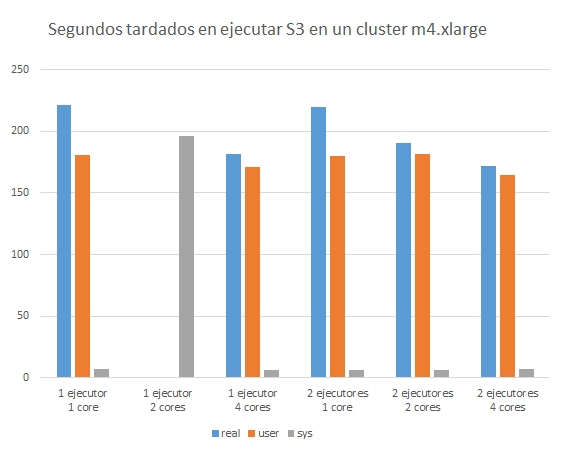 Segundos tardados en ejecutar S3 en un cluster m4.xlarge
250
200
150
100
50
0
1 ejecutor 1 ejecutor 1 ejecutor 2 ejecutores 2 ejecutores 2 ejecutores
1 core 2 cores 4 cores 1 core 2 cores 4 cores
real user sys